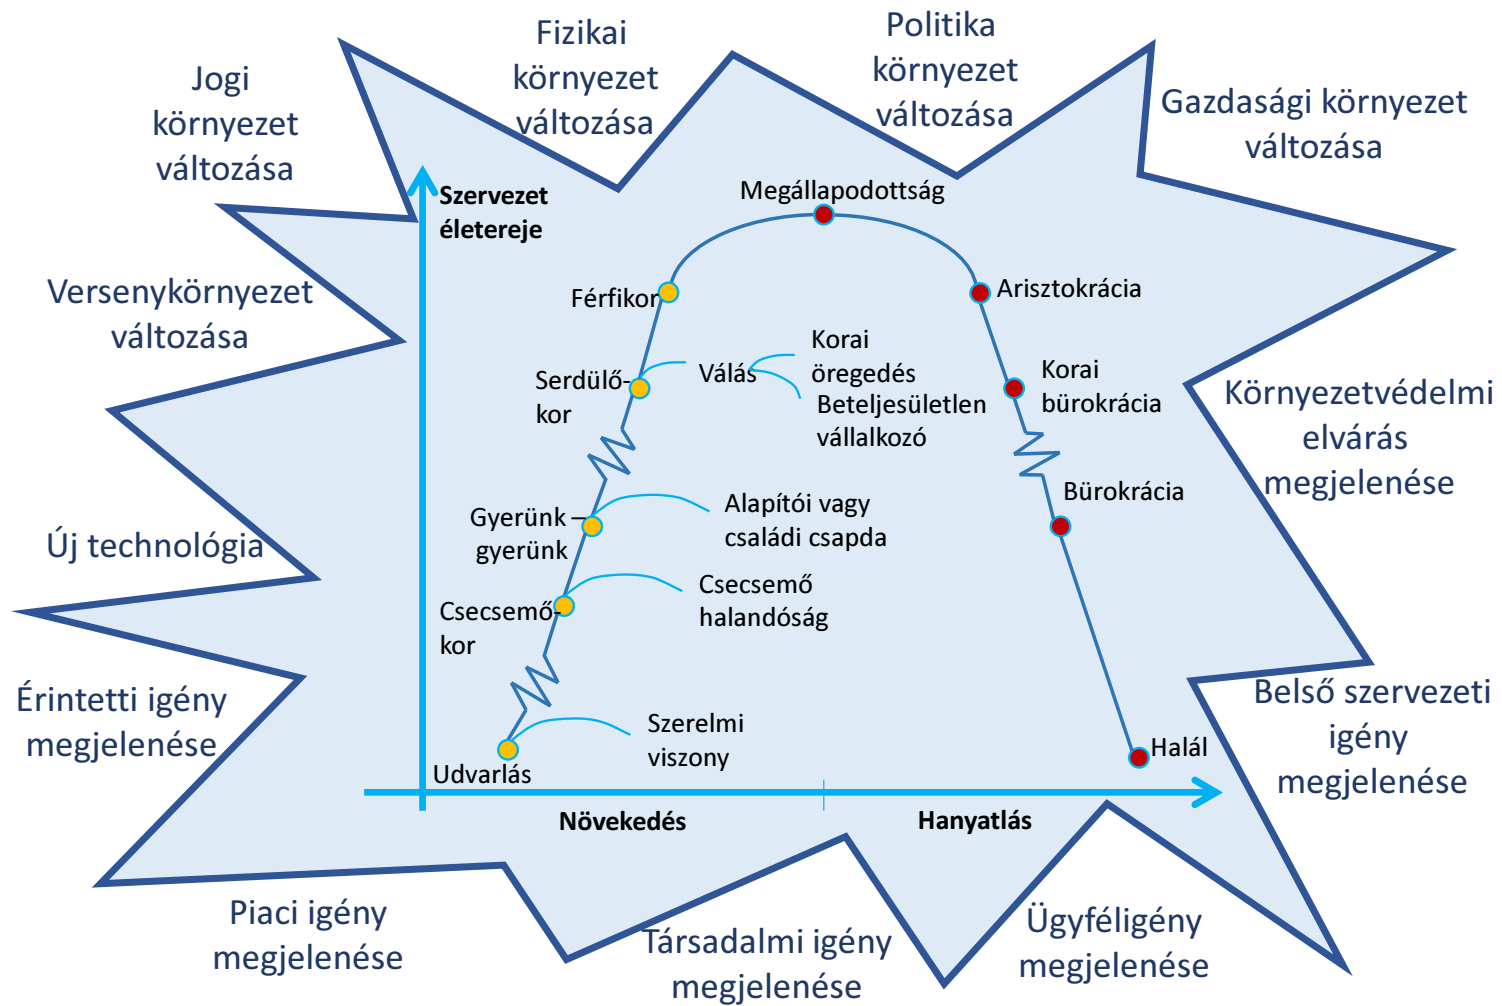 Fizikai
környezet
változása
Politika
környezet
változása
Jogi
környezet
változása
Gazdasági környezet
változása
Szervezet
életereje
Megállapodottság
Versenykörnyezet
változása
Férfikor
Arisztokrácia
Serdülő-
kor
Válás
Korai
öregedés
Beteljesületlen
vállalkozó
Korai
bürokrácia
Környezetvédelmi
elvárás
megjelenése
Gyerünk –
gyerünk
Alapítói vagy
családi csapda
Bürokrácia
Új technológia
Csecsemő-
kor
Csecsemő
halandóság
Érintetti igény
megjelenése
Szerelmi
viszony
Udvarlás
Halál
Belső szervezeti
igény
megjelenése
Növekedés
Hanyatlás
Piaci igény
megjelenése
Társadalmi igény
megjelenése
Ügyféligény
megjelenése